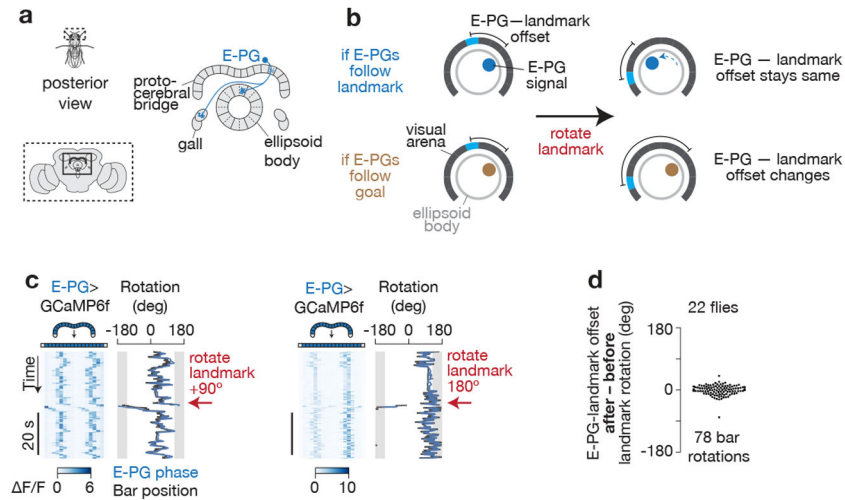 a
posterior
view
E-PG
proto-
cerebral
bridge
gall
ellipsoid
body
b
if E-PGs
follow
landmark
E-PG—landmark
offset
E-PG
signal
E-PG — landmark
offset stays same
rotate
landmark
if E-PGs
follow
goal
visual
arena
ellipsoid
body
E-PG — landmark
offset changes
c
E-PG>
GCaMP6f
Rotation
(deg)
-180 0 180
Time
20 s
rotate
landmark
+90º
ΔF/F
0 6
E-PG phase
Bar position
E-PG>
GCaMP6f
Rotation
(deg)
-180 0 180
rotate
landmark
180º
0 10
d
E-PG-landmark offset
after – before
landmark rotation (deg)
22 flies
180
0
-180
78 bar
rotations